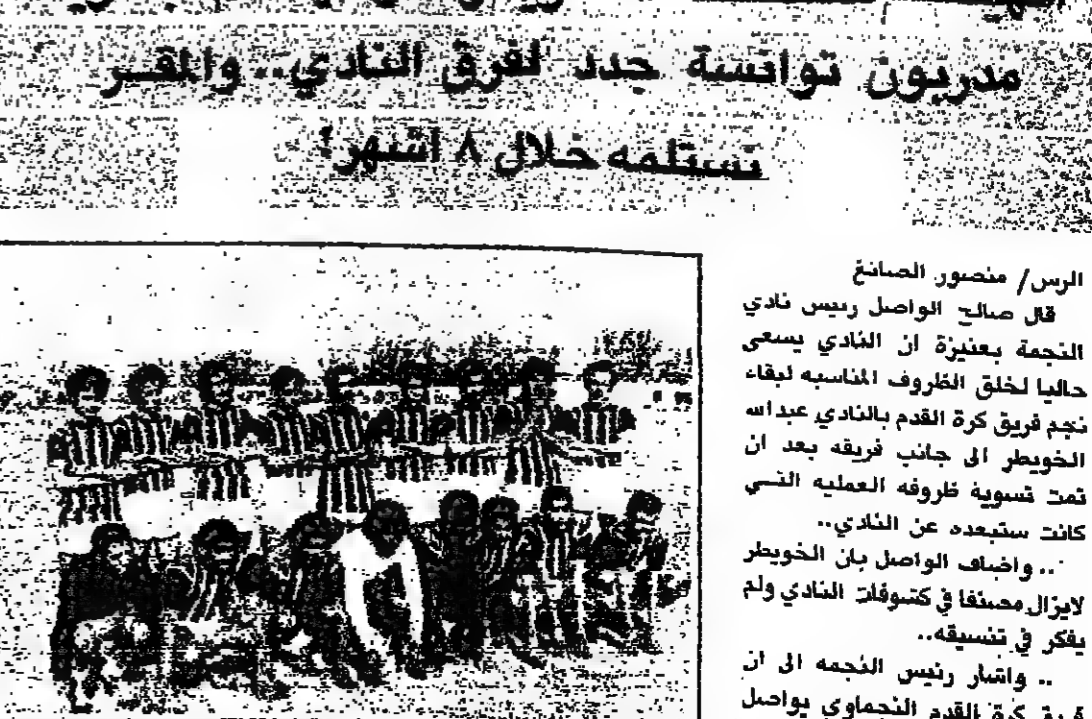 مدربون توانسة جدد لفرق النادي.. والمقر
نستلمه خلال ٨ أشهر!
الرس/ منصور الصانع
قال صالح الواصل رئيس نادي
النجمة بعنيزة ان النادي يسعى
حاليا لخلق الظروف المناسبه لبقاء
نجم فريق كرة القدم بالنادي عبدالله
الخويطر الى جانب فريقه بعد ان
تمت تسوية ظروفه العمليه التي
كانت ستبعده عن النادي..
.. واضاف الواصل بان الخويطر
لايزال مصنفا في كشوفات النادي ولم
يفكر في تنسيقه..
.. واشار رئيس النجمه الى ان
فريق كرة القدم النجماوي يواصل